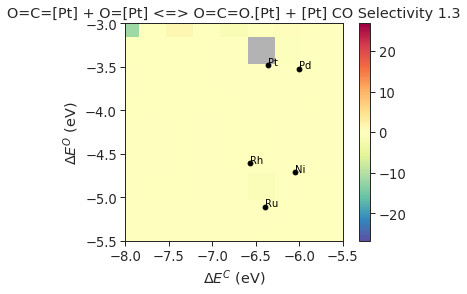 O=C=[Pt] + O=[Pt] <=> O=C=O.[Pt] + [Pt] CO Selectivity 1.3
−3.0
−3.5
−4.0
−4.5
−5.0
−5.5
ΔE^O (eV)
Pt
Pd
Rh
Ni
Ru
−8.0 −7.5 −7.0 −6.5 −6.0 −5.5
ΔE^C (eV)
20
10
0
−10
−20